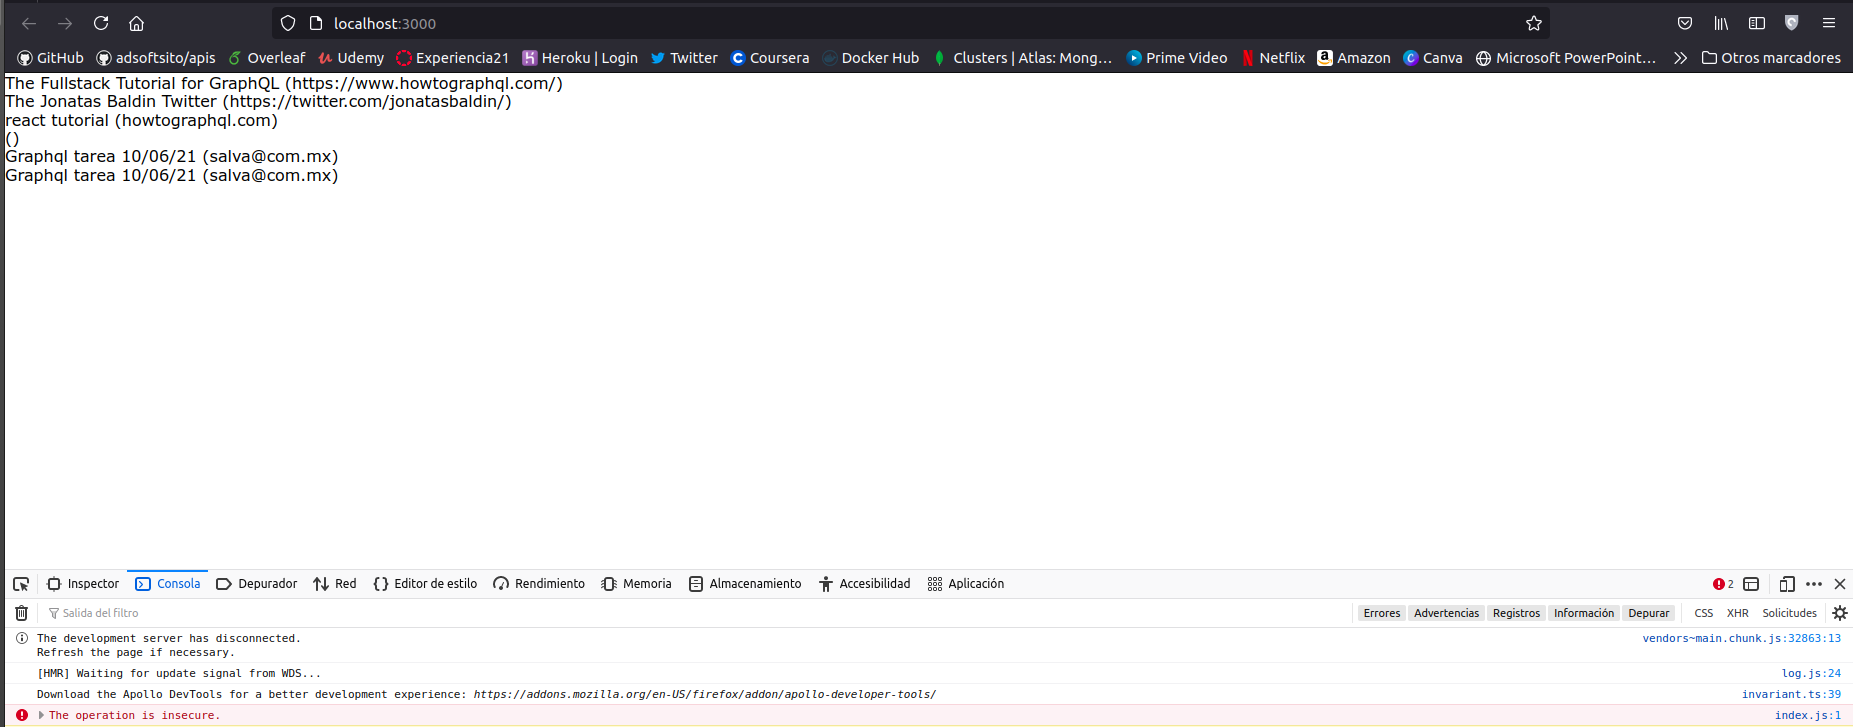 localhost:3000
GitHub adsoftsito/apis Overleaf Udemy Experiencia21 Heroku | Login Twitter Coursera Docker Hub Clusters | Atlas: Mong... Prime Video Netflix Amazon Canva Microsoft PowerPoint... Otros marcadores
The Fullstack Tutorial for GraphQL (https://www.howtographql.com/)
The Jonatas Baldin Twitter (https://twitter.com/jonatasbaldin/)
react tutorial (howtographql.com)
()
Graphql tarea 10/06/21 (salva@com.mx)
Graphql tarea 10/06/21 (salva@com.mx)
Inspector Consola Depurador Red Editor de estilo Rendimiento Memoria Almacenamiento Accesibilidad Aplicación 2
Salida del filtro Errores Advertencias Registros Información Depurar CSS XHR Solicitudes
The development server has disconnected. vendors~main.chunk.js:32863:13
Refresh the page if necessary.
[HMR] Waiting for update signal from WDS... log.js:24
Download the Apollo DevTools for a better development experience: https://addons.mozilla.org/en-US/firefox/addon/apollo-developer-tools/ invariant.ts:39
The operation is insecure. index.js:1